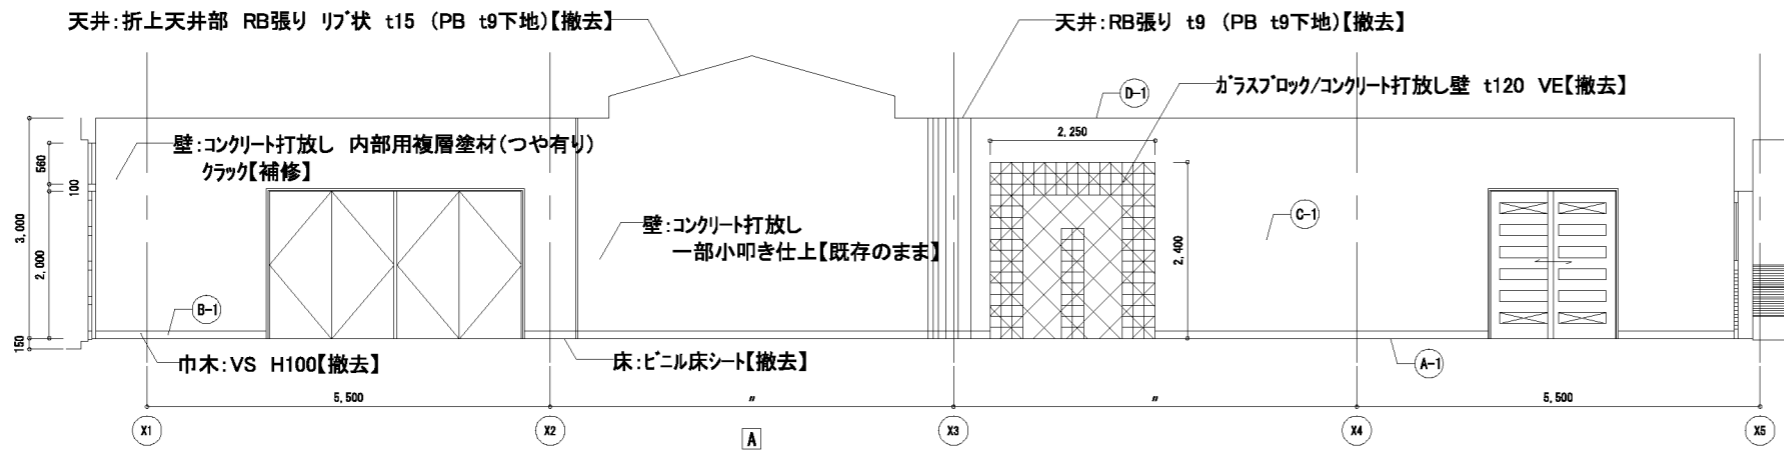 天井:折上天井部 RB張り リブ状 t15 (PB t9下地)【撤去】
天井:RB張り t9 (PB t9下地)【撤去】
ガラスブロック/コンクリート打放し壁 t120 VE【撤去】
D-1
2,250
壁:コンクリート打放し 内部用複層塗材(つや有り)
クラック【補修】
560
100
3,000
2,000
150
壁:コンクリート打放し
一部小叩き仕上【既存のまま】
C-1
2,400
B-1
巾木:VS H100【撤去】
床:ビニル床シート【撤去】
A-1
5,500
〃
〃
5,500
X1
X2
A
X3
X4
X5